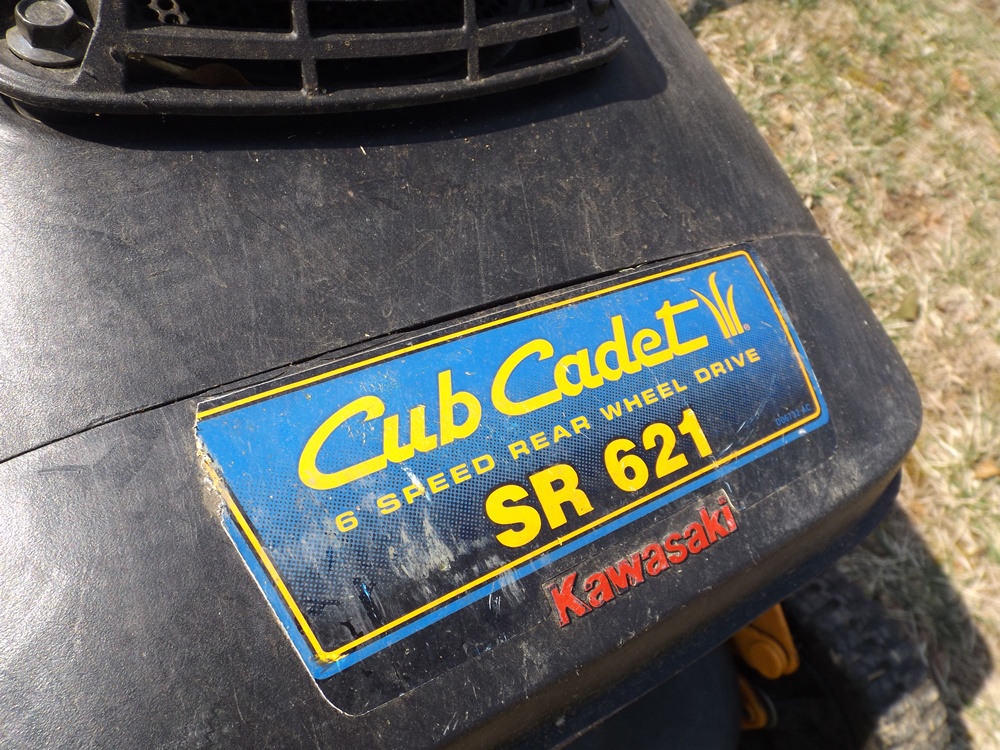 Cub Cadet ®
6 SPEED REAR WHEEL DRIVE
SR 621
Kawasaki